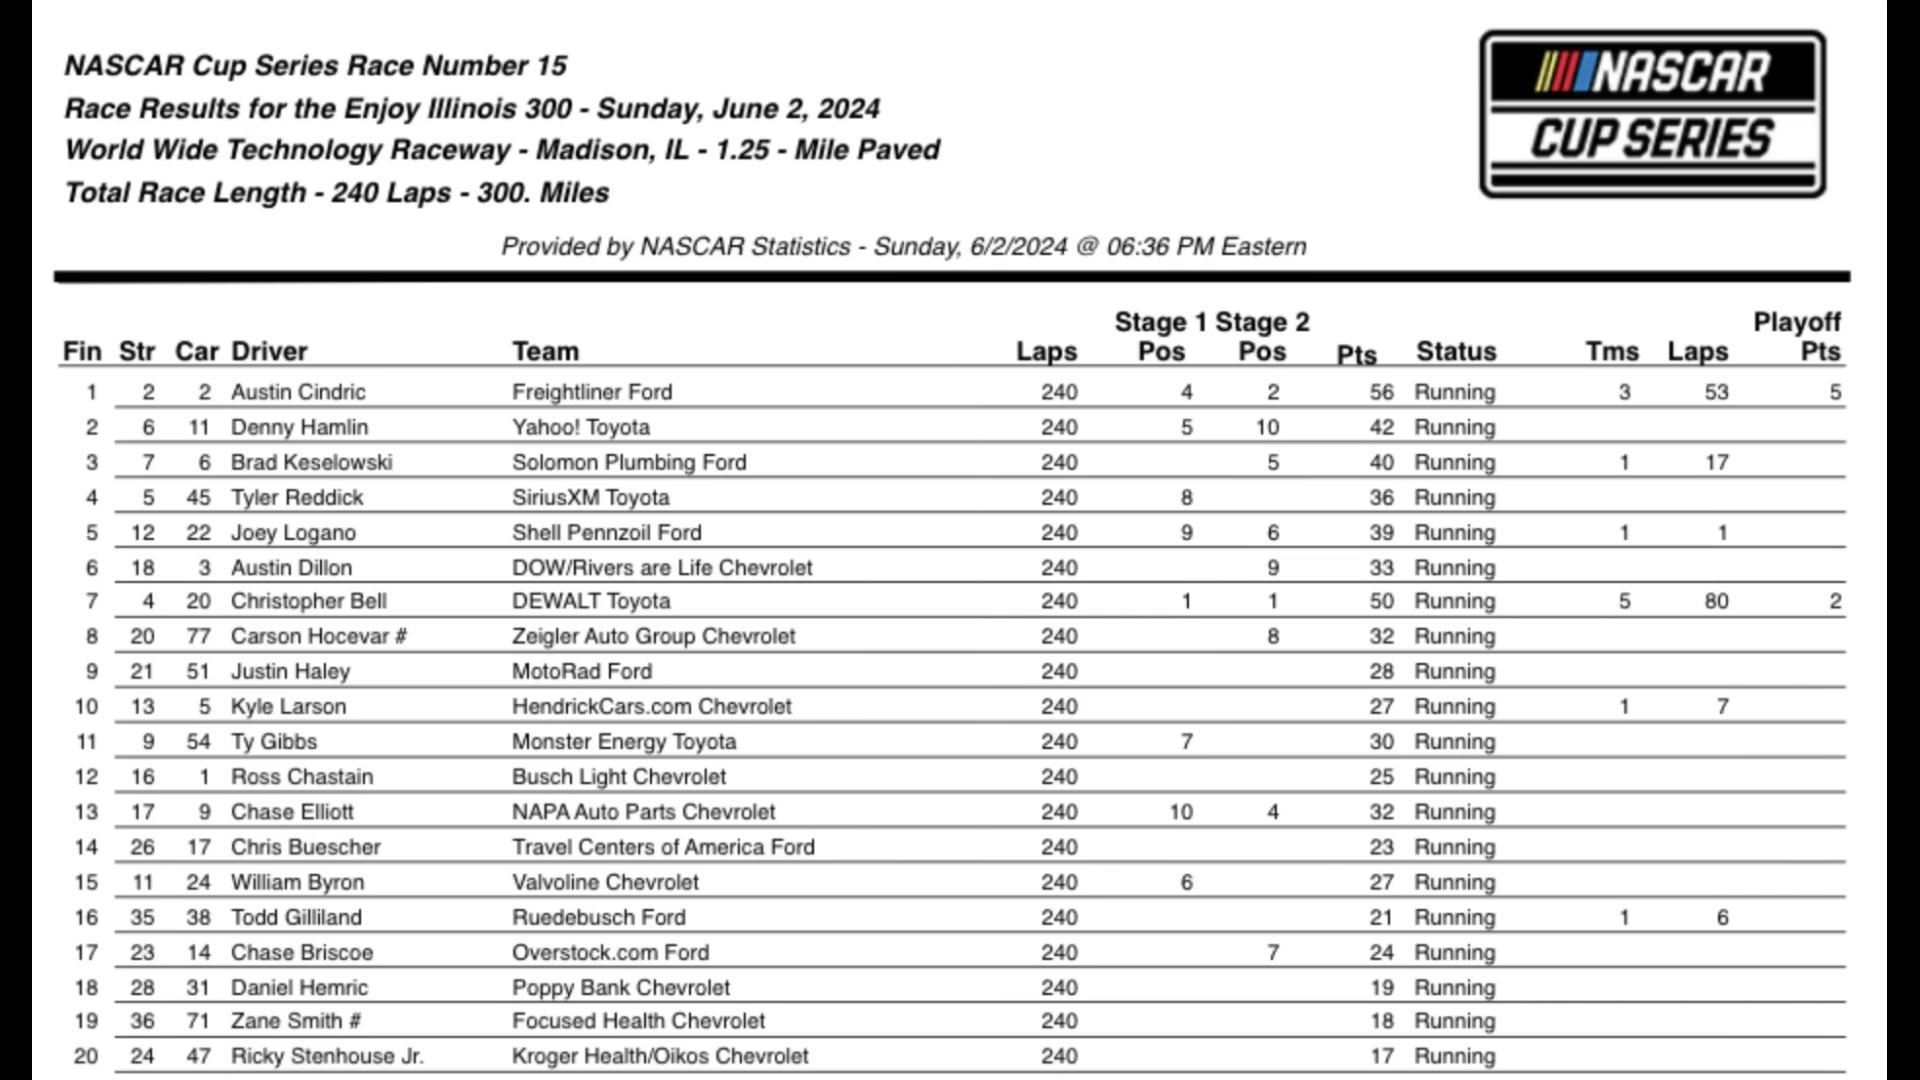 NASCAR Cup Series Race Number 15
Race Results for the Enjoy Illinois 300 - Sunday, June 2, 2024
World Wide Technology Raceway - Madison, IL - 1.25 - Mile Paved
Total Race Length - 240 Laps - 300. Miles
NASCAR
CUP SERIES
Provided by NASCAR Statistics - Sunday, 6/2/2024 @ 06:36 PM Eastern
Stage 1 Stage 2 Playoff
Fin Str Car Driver Team Laps Pos Pos Pts Status Tms Laps Pts
1 2 2 Austin Cindric Freightliner Ford 240 4 2 56 Running 3 53 5
2 6 11 Denny Hamlin Yahoo! Toyota 240 5 10 42 Running
3 7 6 Brad Keselowski Solomon Plumbing Ford 240 5 40 Running 1 17
4 5 45 Tyler Reddick SiriusXM Toyota 240 8 36 Running
5 12 22 Joey Logano Shell Pennzoil Ford 240 9 6 39 Running 1 1
6 18 3 Austin Dillon DOW/Rivers are Life Chevrolet 240 9 33 Running
7 4 20 Christopher Bell DEWALT Toyota 240 1 1 50 Running 5 80 2
8 20 77 Carson Hocevar # Zeigler Auto Group Chevrolet 240 8 32 Running
9 21 51 Justin Haley MotoRad Ford 240 28 Running
10 13 5 Kyle Larson HendrickCars.com Chevrolet 240 27 Running 1 7
11 9 54 Ty Gibbs Monster Energy Toyota 240 7 30 Running
12 16 1 Ross Chastain Busch Light Chevrolet 240 25 Running
13 17 9 Chase Elliott NAPA Auto Parts Chevrolet 240 10 4 32 Running
14 26 17 Chris Buescher Travel Centers of America Ford 240 23 Running
15 11 24 William Byron Valvoline Chevrolet 240 6 27 Running
16 35 38 Todd Gilliland Ruedebusch Ford 240 21 Running 1 6
17 23 14 Chase Briscoe Overstock.com Ford 240 7 24 Running
18 28 31 Daniel Hemric Poppy Bank Chevrolet 240 19 Running
19 36 71 Zane Smith # Focused Health Chevrolet 240 18 Running
20 24 47 Ricky Stenhouse Jr. Kroger Health/Oikos Chevrolet 240 17 Running